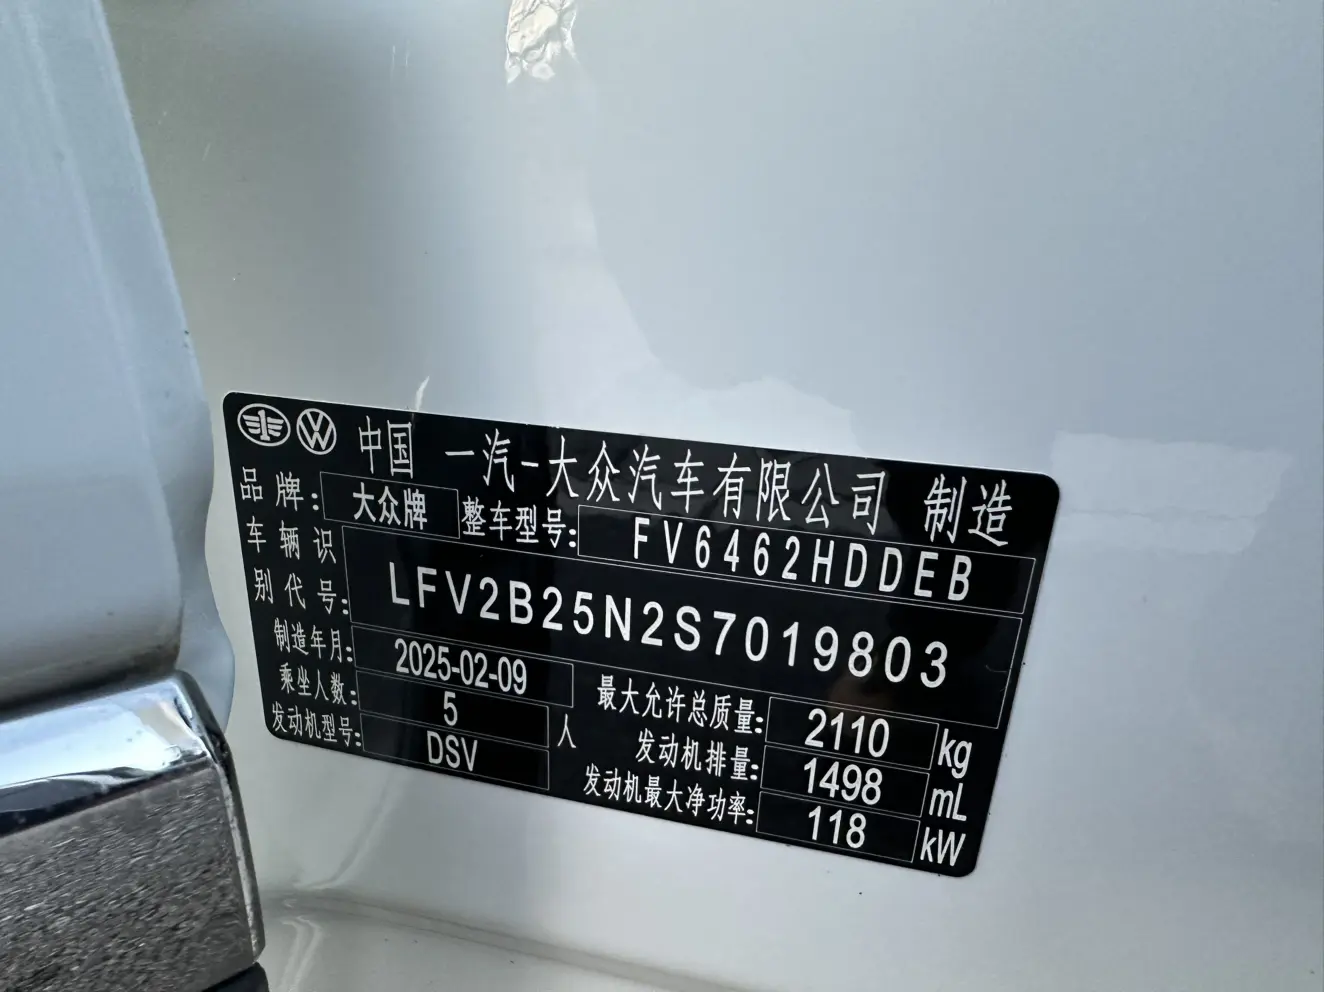 中国 一汽-大众汽车有限公司 制造
品牌: 大众牌 整车型号: FV6462HDDEB
车辆识别代号: LFV2B25N2S7019803
制造年月: 2025-02-09
乘坐人数: 5 人
发动机型号: DSV
最大允许总质量: 2110 kg
发动机排量: 1498 mL
发动机最大净功率: 118 kW